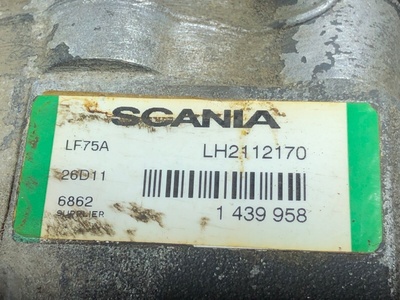 SCANIA
LF75A LH2112170
26D11
6862 1 439 958
SUPPLIER